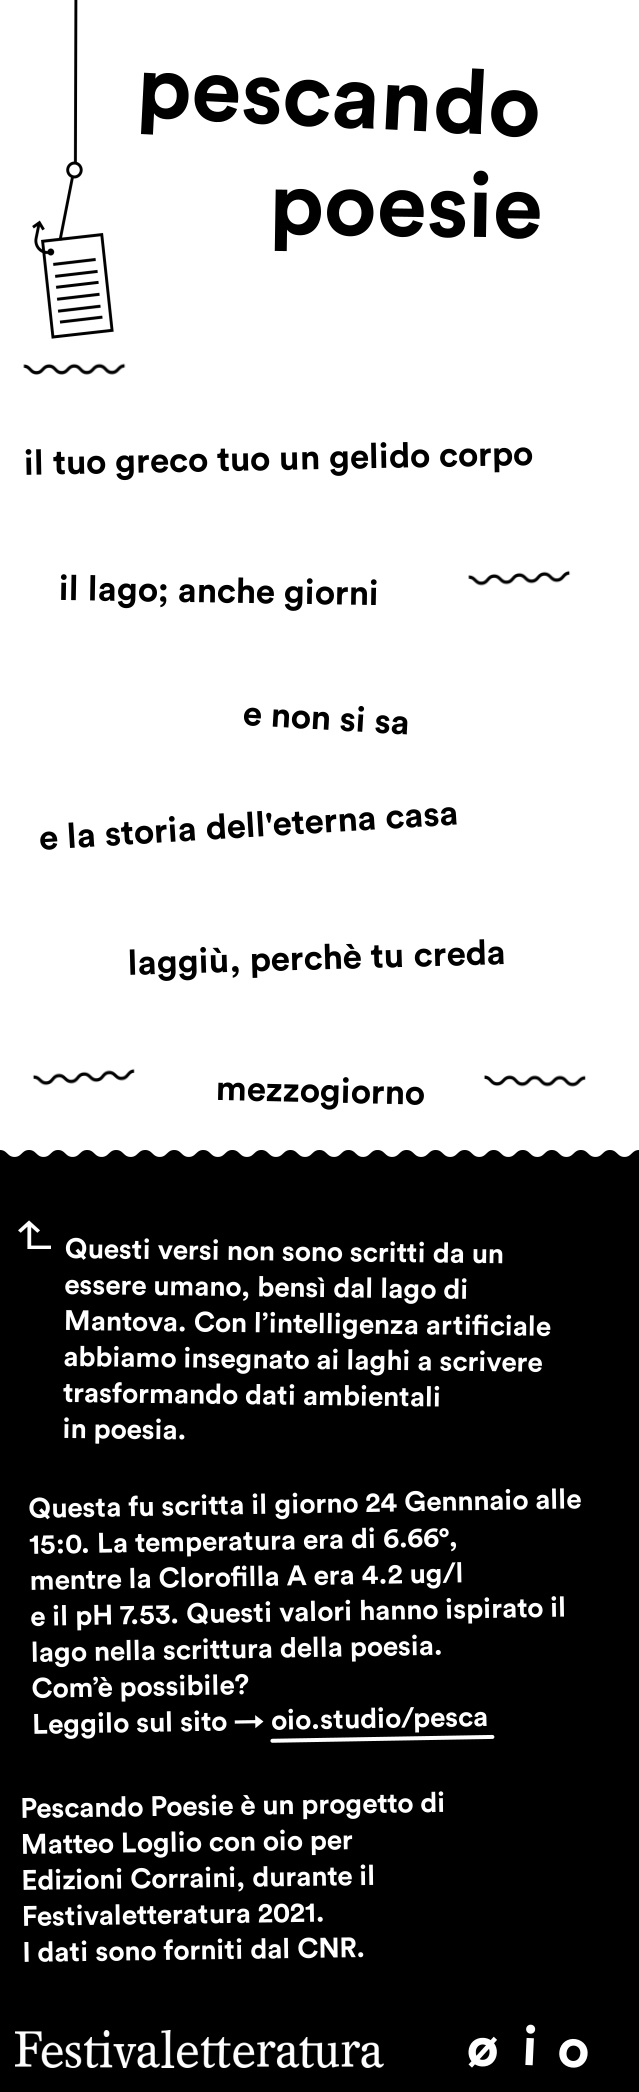 pescando
poesie
il tuo greco tuo un gelido corpo
il lago; anche giorni
e non si sa
e la storia dell'eterna casa
laggiù, perchè tu creda
mezzogiorno
Questi versi non sono scritti da un
essere umano, bensì dal lago di
Mantova. Con l’intelligenza artificiale
abbiamo insegnato ai laghi a scrivere
trasformando dati ambientali
in poesia.
Questa fu scritta il giorno 24 Gennnaio alle
15:0. La temperatura era di 6.66°,
mentre la Clorofilla A era 4.2 ug/l
e il pH 7.53. Questi valori hanno ispirato il
lago nella scrittura della poesia.
Com’è possibile?
Leggilo sul sito → oio.studio/pesca
Pescando Poesie è un progetto di
Matteo Loglio con oio per
Edizioni Corraini, durante il
Festivaletteratura 2021.
I dati sono forniti dal CNR.
Festivaletteratura ø i o